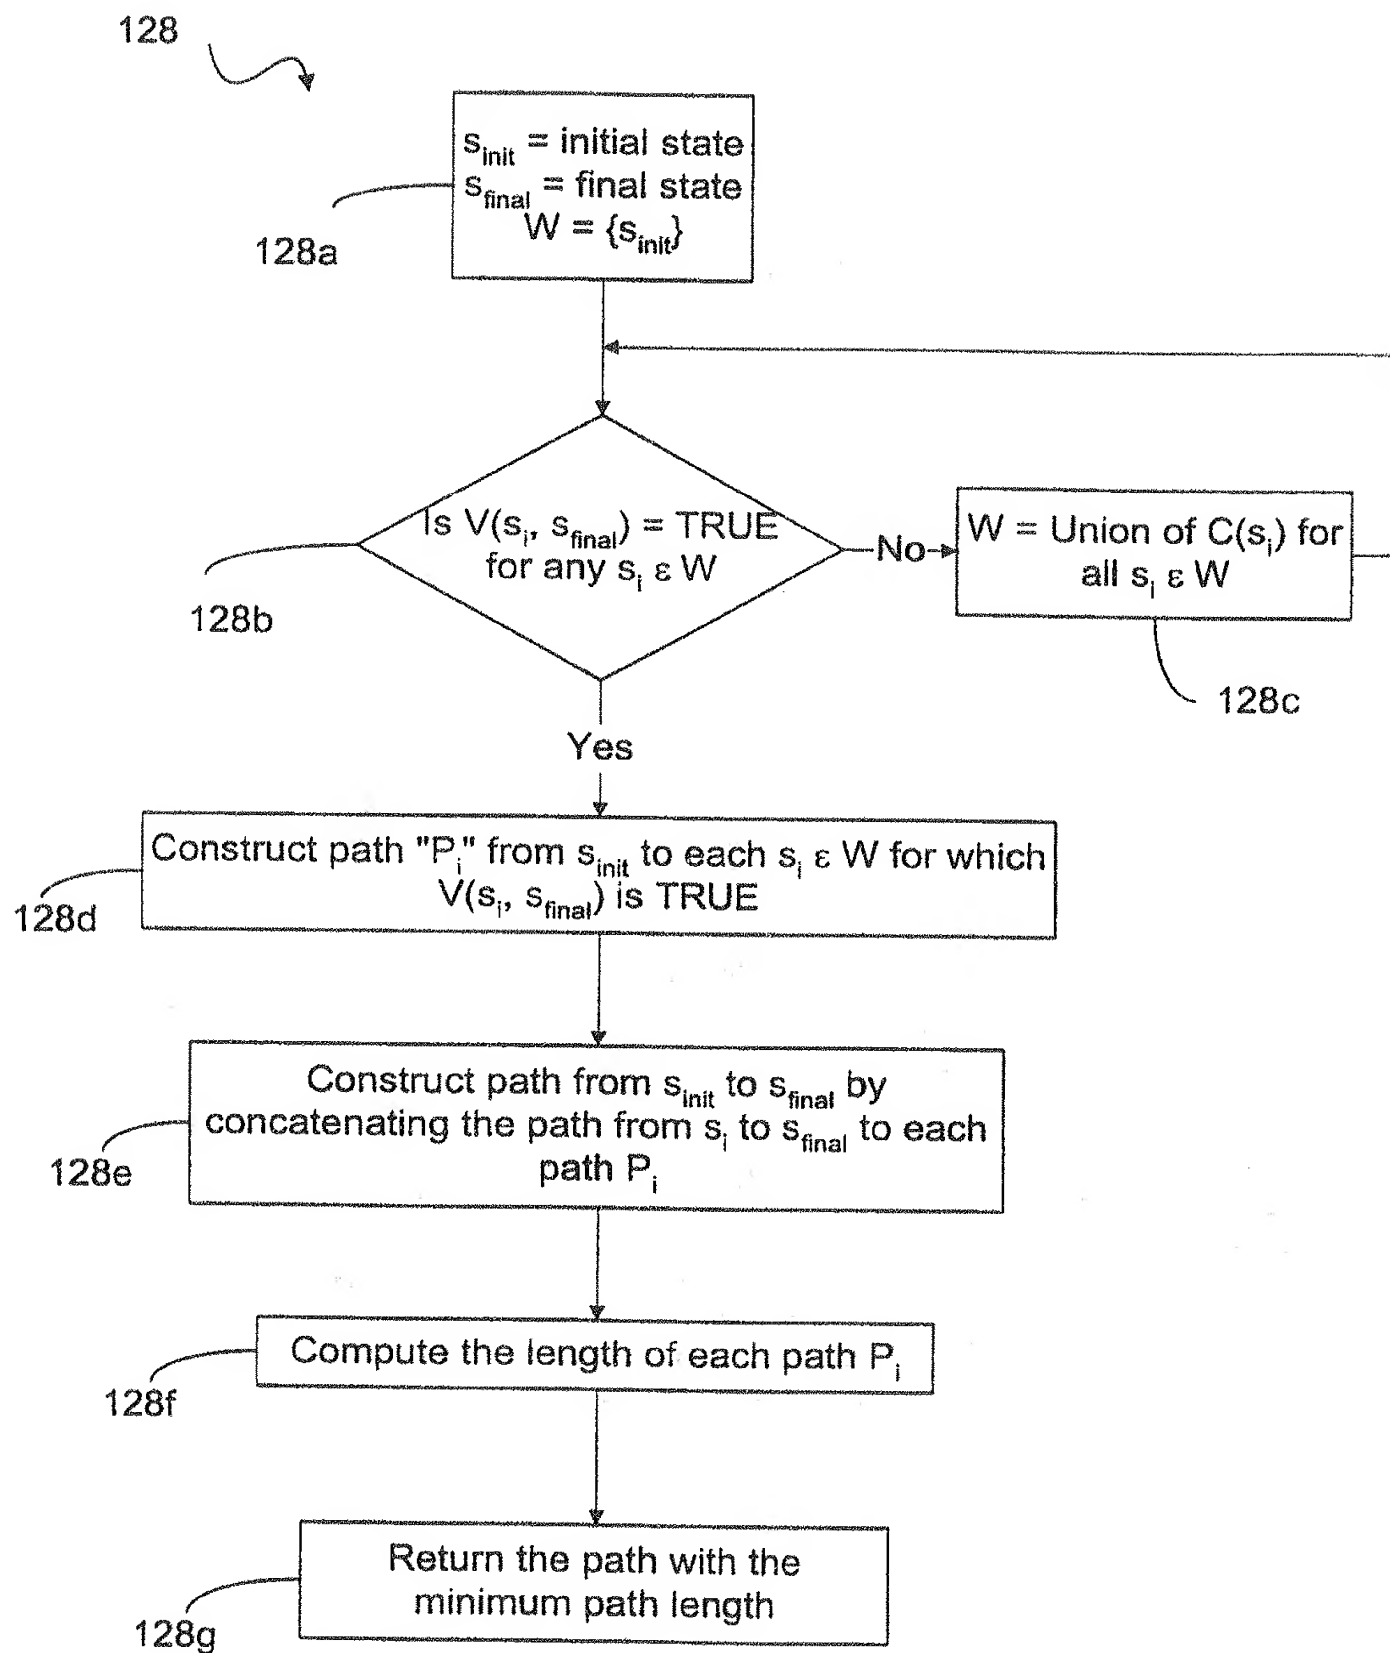 128
s_init = initial state
s_final = final state
W = {s_init}
128a
Is V(s_i, s_final) = TRUE
for any s_i ε W
128b
No
W = Union of C(s_i) for
all s_i ε W
128c
Yes
Construct path "P_i" from s_init to each s_i ε W for which
V(s_i, s_final) is TRUE
128d
Construct path from s_init to s_final by
concatenating the path from s_i to s_final to each
path P_i
128e
Compute the length of each path P_i
128f
Return the path with the
minimum path length
128g